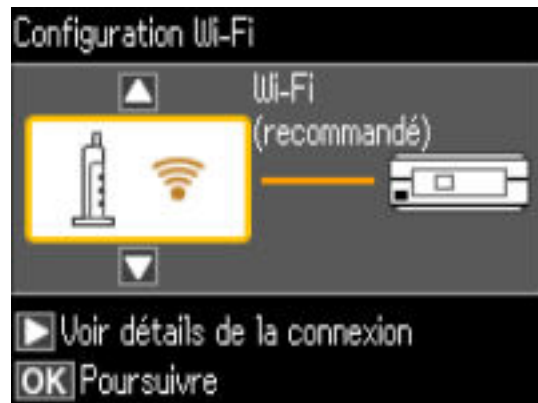 Configuration Wi-Fi
Wi-Fi
(recommandé)
Voir détails de la connexion
OK Poursuivre